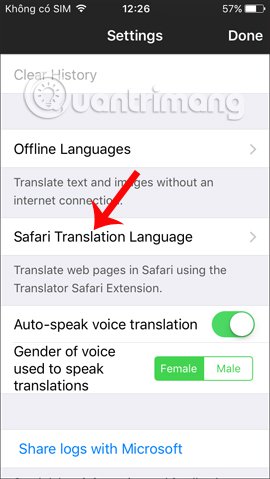 Không có SIM 12:26 57%
Settings Done
Clear History
Quantrimang
Offline Languages
Translate text and images without an
internet connection.
Safari Translation Language
Translate web pages in Safari using the
Translator Safari Extension.
Auto-speak voice translation
Gender of voice
used to speak
translations
Female Male
Share logs with Microsoft